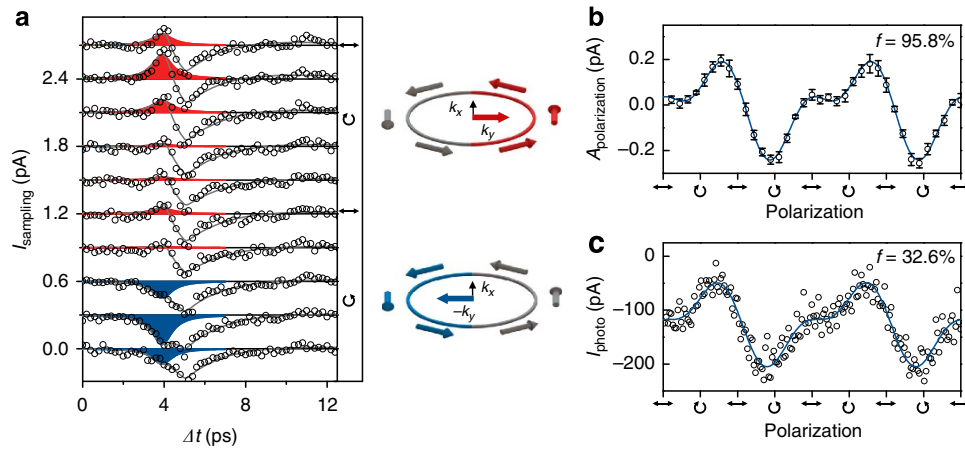 a
I_sampling (pA)
2.4
1.8
1.2
0.6
0.0
0
4
8
12
Δt (ps)
k_x
k_y
k_x
–k_y
b
f = 95.8%
A_polarization (pA)
0.2
0.0
–0.2
Polarization
c
f = 32.6%
I_photo (pA)
0
–100
–200
Polarization